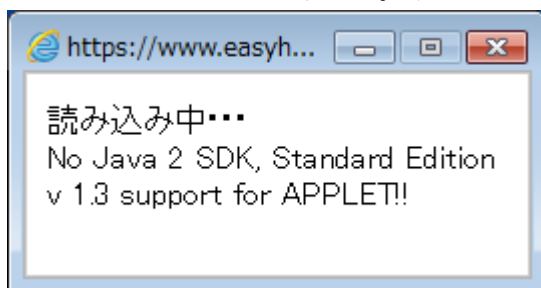 https://www.easyh...
読み込み中･･･
No Java 2 SDK, Standard Edition
v 1.3 support for APPLET!!